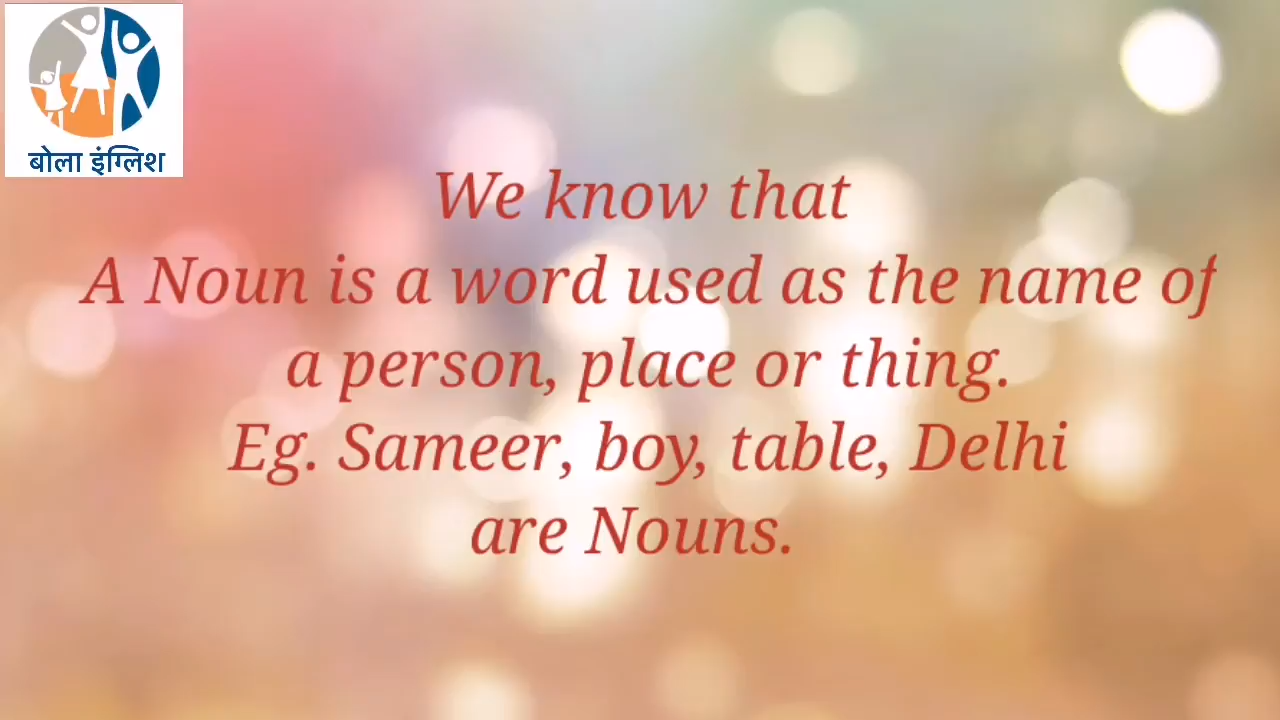 बोला इंग्लिश
We know that
A Noun is a word used as the name of
a person, place or thing.
Eg. Sameer, boy, table, Delhi
are Nouns.